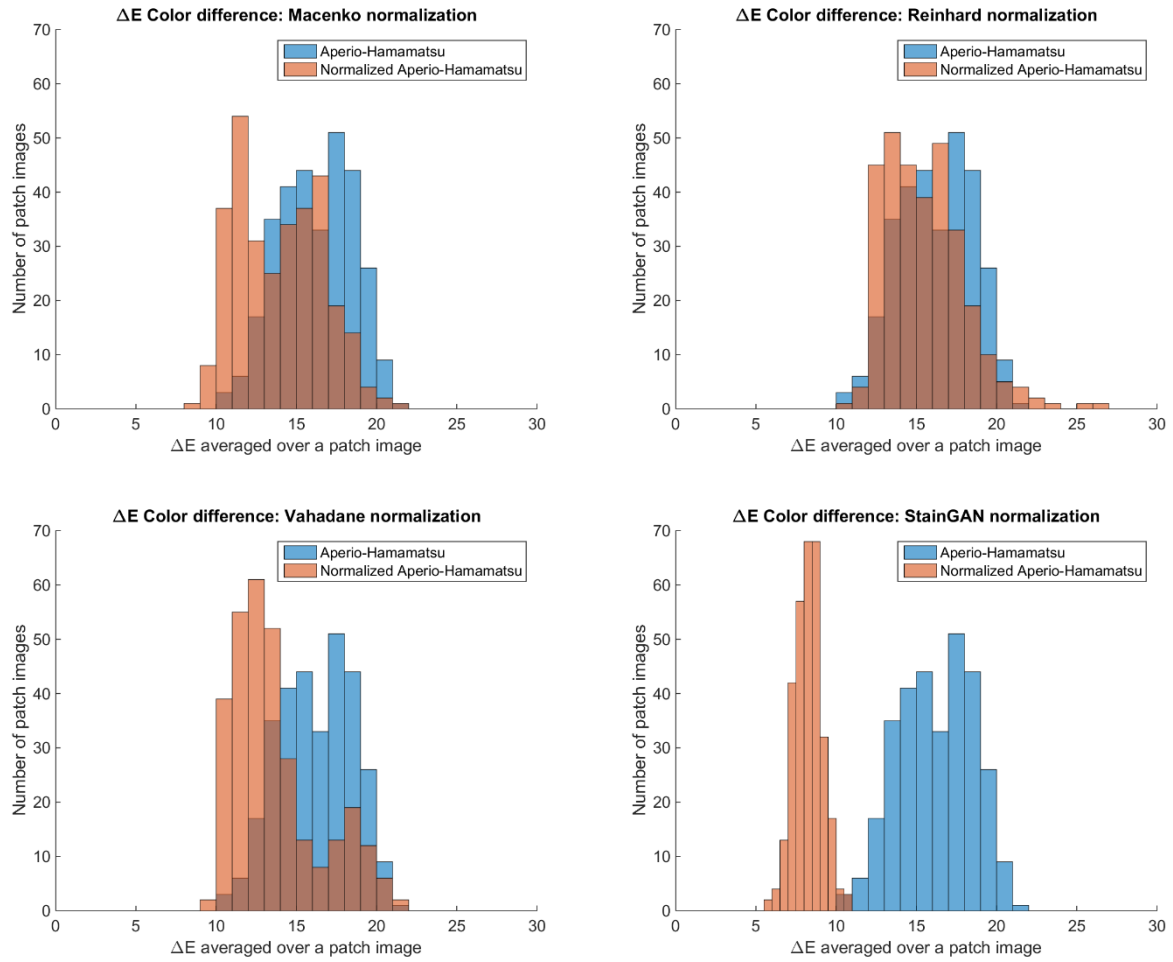 ΔE Color difference: Macenko normalization
70
60
50
40
30
20
10
0
Number of patch images
Aperio-Hamamatsu
Normalized Aperio-Hamamatsu
0 5 10 15 20 25 30
ΔE averaged over a patch image
ΔE Color difference: Reinhard normalization
70
60
50
40
30
20
10
0
Number of patch images
Aperio-Hamamatsu
Normalized Aperio-Hamamatsu
0 5 10 15 20 25 30
ΔE averaged over a patch image
ΔE Color difference: Vahadane normalization
70
60
50
40
30
20
10
0
Number of patch images
Aperio-Hamamatsu
Normalized Aperio-Hamamatsu
0 5 10 15 20 25 30
ΔE averaged over a patch image
ΔE Color difference: StainGAN normalization
70
60
50
40
30
20
10
0
Number of patch images
Aperio-Hamamatsu
Normalized Aperio-Hamamatsu
0 5 10 15 20 25 30
ΔE averaged over a patch image